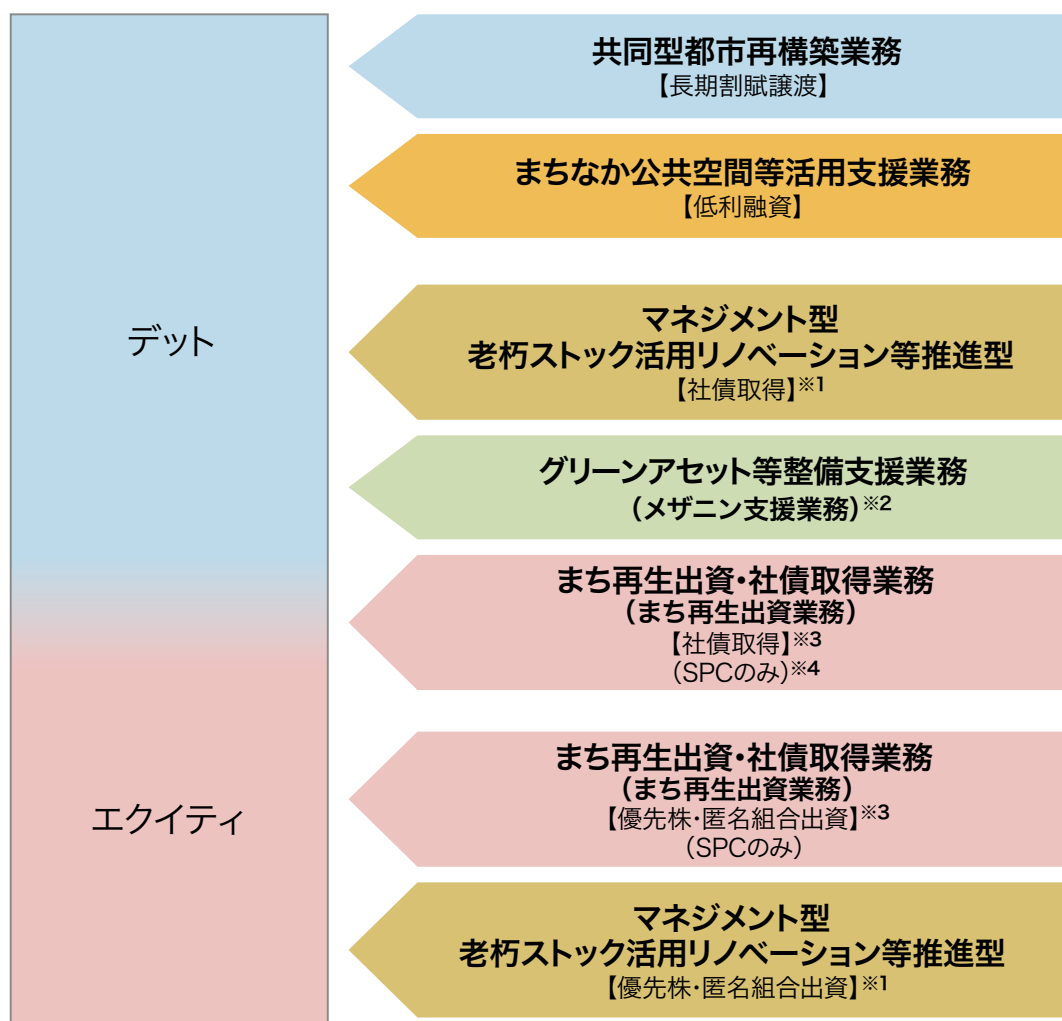 共同型都市再構築業務
【長期割賦譲渡】
まちなか公共空間等活用支援業務
【低利融資】
デット
マネジメント型
老朽ストック活用リノベーション等推進型
【社債取得】※1
グリーンアセット等整備支援業務
(メザニン支援業務)※2
まち再生出資・社債取得業務
(まち再生出資業務)
【社債取得】※3
(SPCのみ)※4
エクイティ
まち再生出資・社債取得業務
(まち再生出資業務)
【優先株・匿名組合出資】※3
(SPCのみ)
マネジメント型
老朽ストック活用リノベーション等推進型
【優先株・匿名組合出資】※1